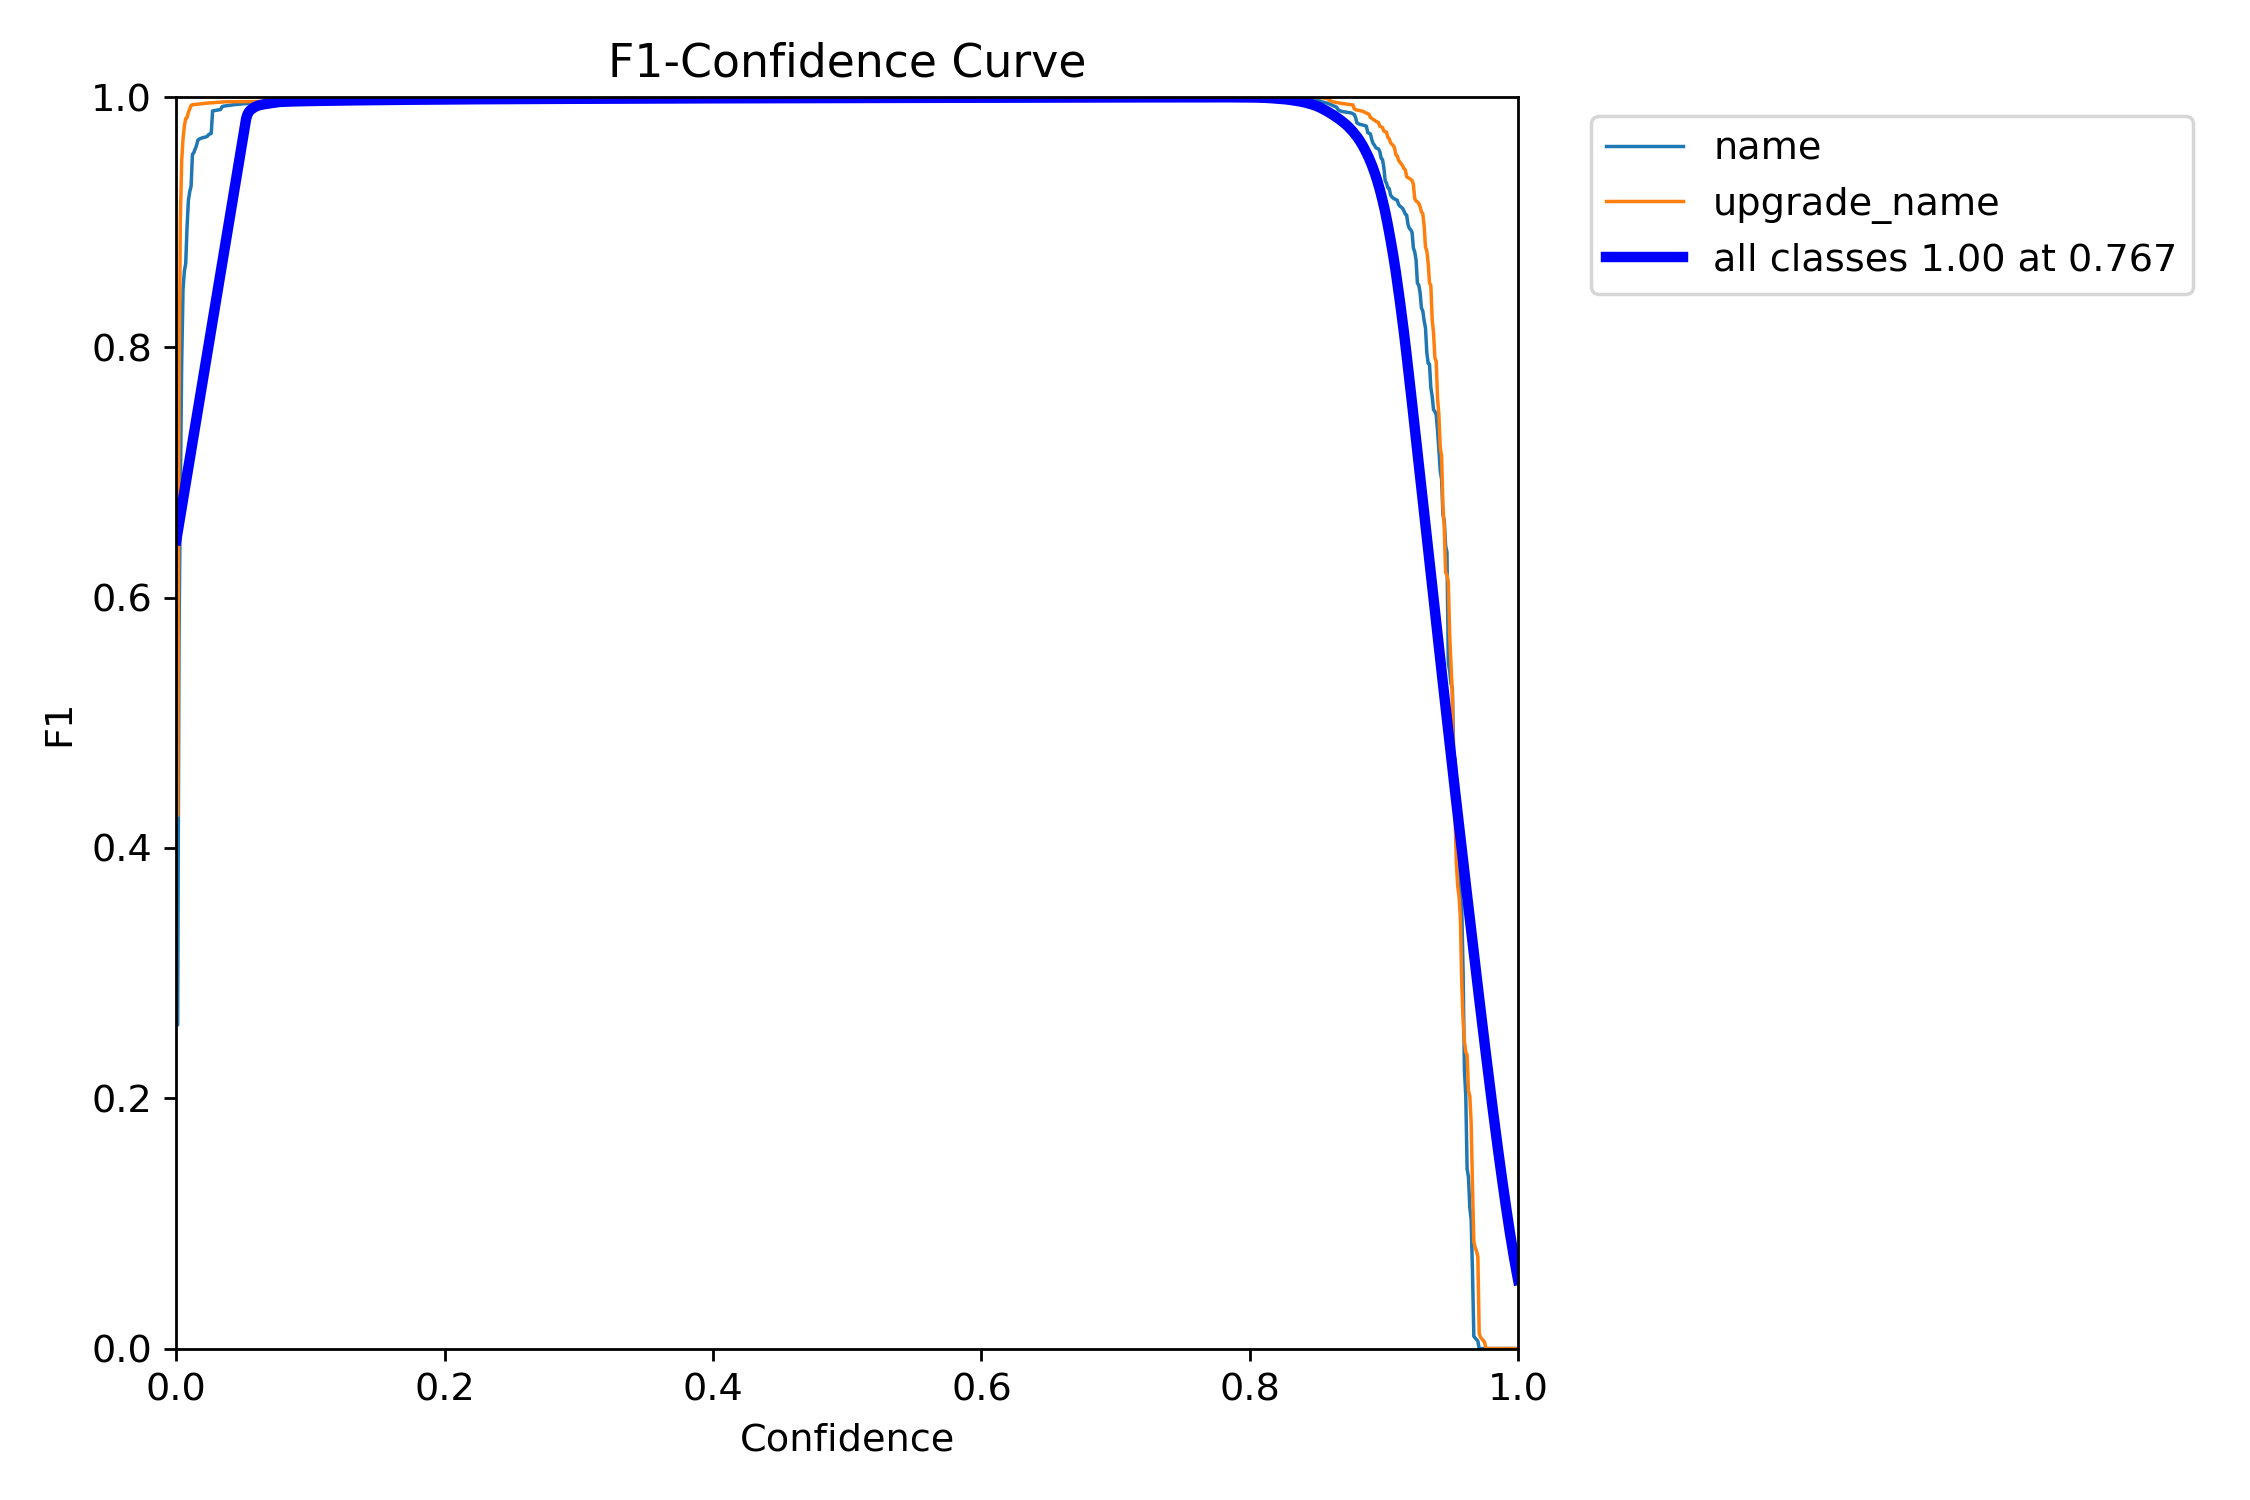 F1-Confidence Curve
name
upgrade_name
all classes 1.00 at 0.767
1.0
0.8
0.6
0.4
0.2
0.0
F1
0.0 0.2 0.4 0.6 0.8 1.0
Confidence